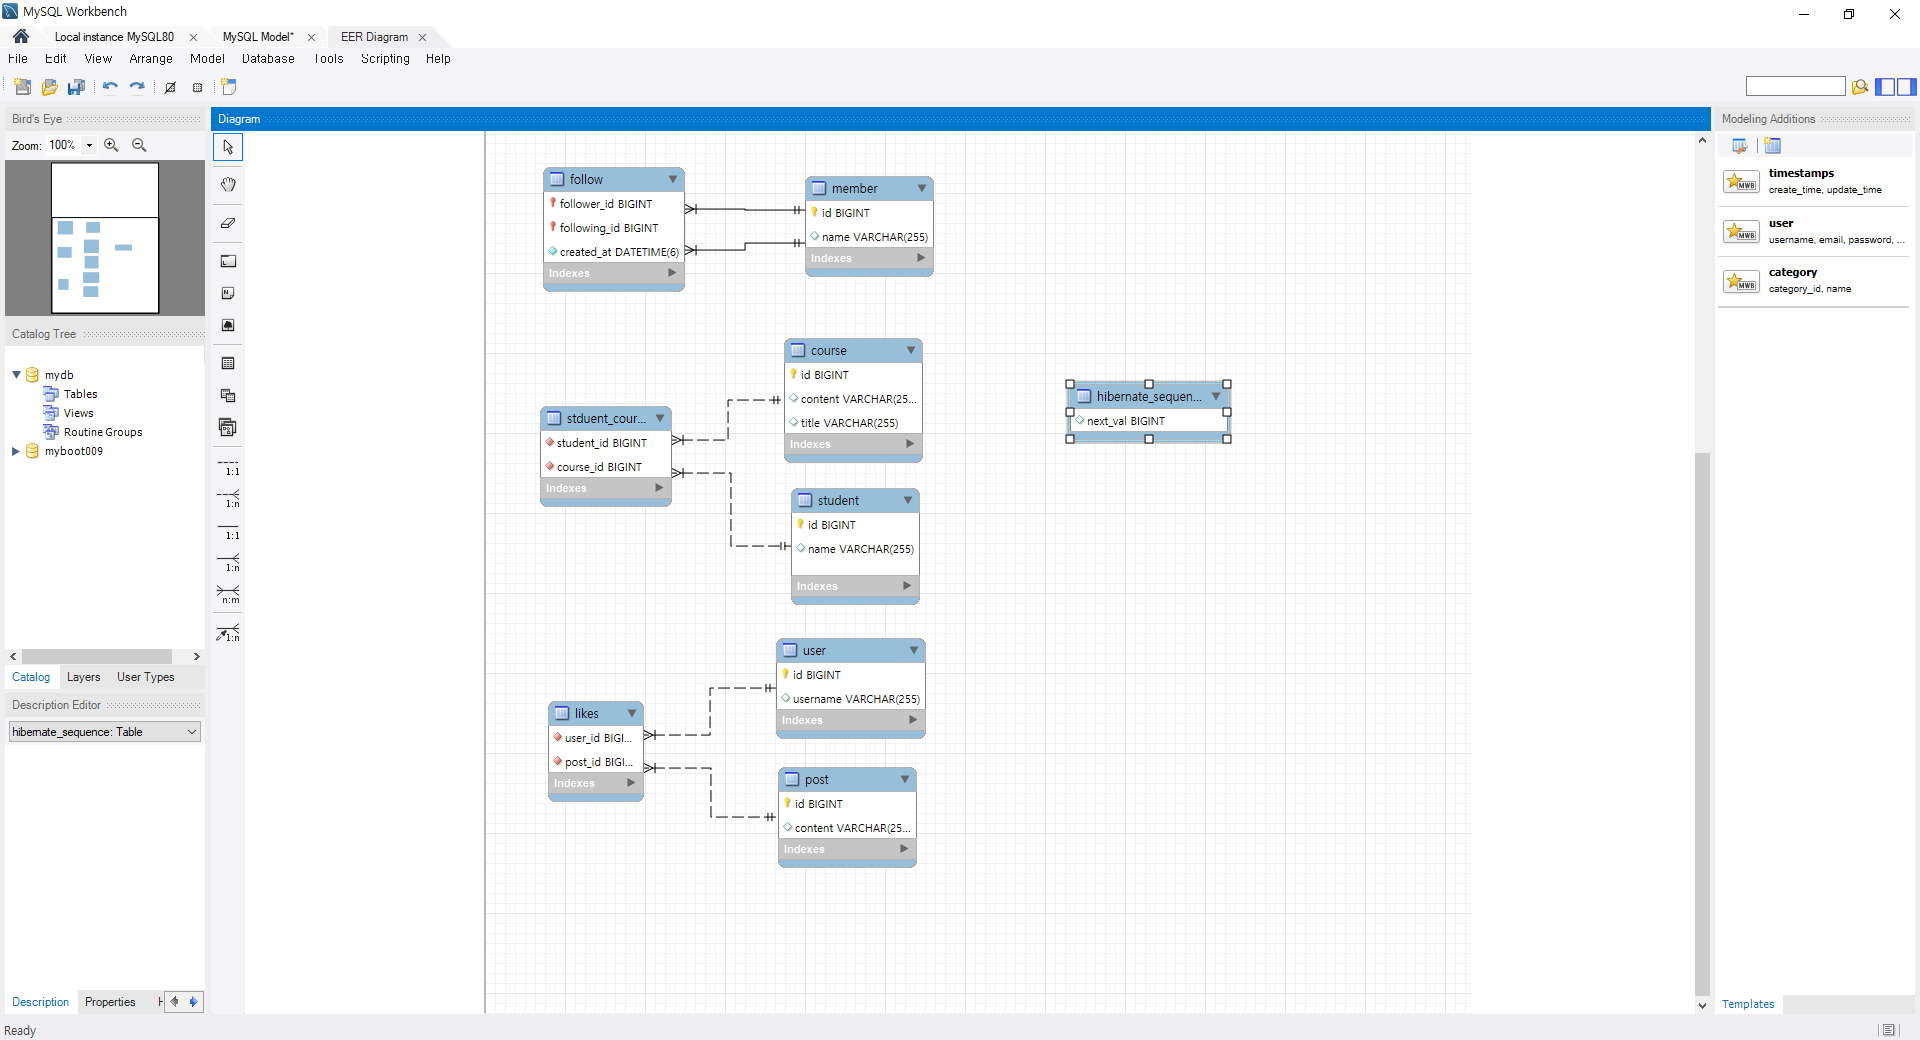 MySQL Workbench
Local instance MySQL80
MySQL Model*
EER Diagram
File Edit View Arrange Model Database Tools Scripting Help
Bird's Eye
Zoom: 100%
Catalog Tree
mydb
Tables
Views
Routine Groups
myboot009
Catalog Layers User Types
Description Editor
hibernate_sequence: Table
Description Properties H
Ready
Diagram
1:1
1:n
1:1
1:n
n:m
1:n
follow
follower_id BIGINT
following_id BIGINT
created_at DATETIME(6)
Indexes
member
id BIGINT
name VARCHAR(255)
Indexes
course
id BIGINT
content VARCHAR(25...
title VARCHAR(255)
Indexes
hibernate_sequen...
next_val BIGINT
stduent_cour...
student_id BIGINT
course_id BIGINT
Indexes
student
id BIGINT
name VARCHAR(255)
Indexes
user
id BIGINT
username VARCHAR(255)
Indexes
likes
user_id BIGI...
post_id BIGI...
Indexes
post
id BIGINT
content VARCHAR(25...
Indexes
Modeling Additions
MWB
timestamps
create_time, update_time
MWB
user
username, email, password, ...
MWB
category
category_id, name
Templates